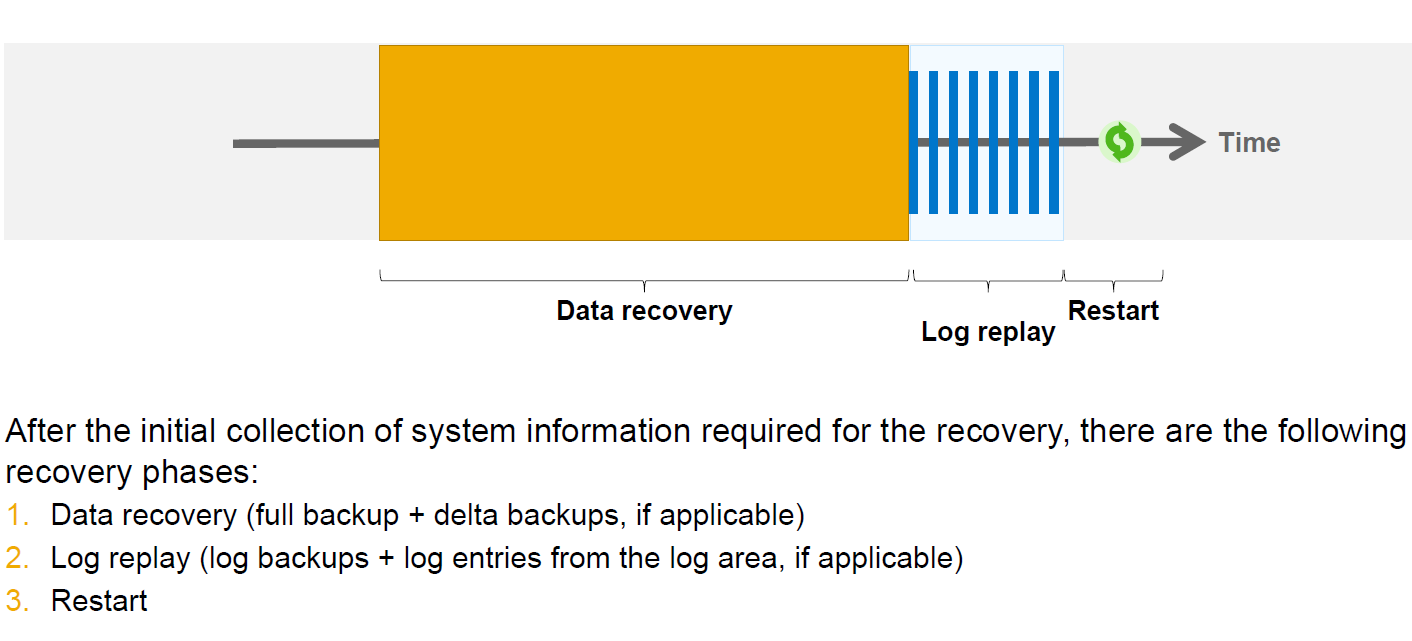 Time
Data recovery
Log replay
Restart
After the initial collection of system information required for the recovery, there are the following
recovery phases:
1. Data recovery (full backup + delta backups, if applicable)
2. Log replay (log backups + log entries from the log area, if applicable)
3. Restart